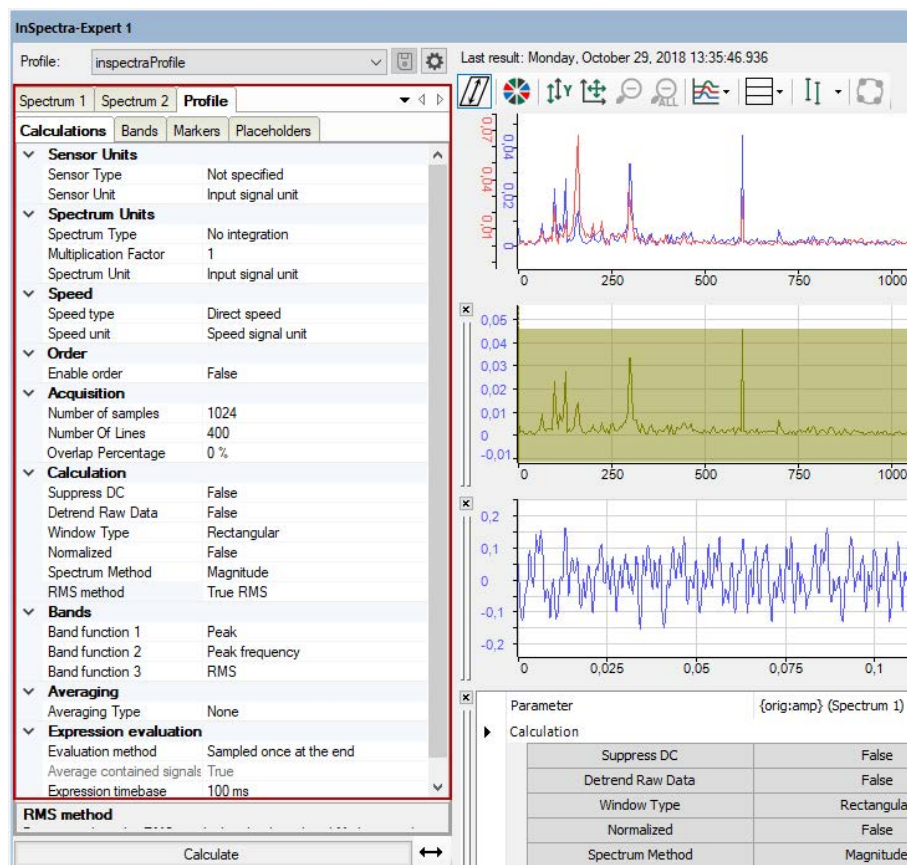 InSpectra-Expert 1
Profile: inspectraProfile
Last result: Monday, October 29, 2018 13:35:46.936
Spectrum 1 Spectrum 2 Profile
Calculations Bands Markers Placeholders
Sensor Units
Sensor Type Not specified
Sensor Unit Input signal unit
Spectrum Units
Spectrum Type No integration
Multiplication Factor 1
Spectrum Unit Input signal unit
Speed
Speed type Direct speed
Speed unit Speed signal unit
Order
Enable order False
Acquisition
Number of samples 1024
Number Of Lines 400
Overlap Percentage 0 %
Calculation
Suppress DC False
Detrend Raw Data False
Window Type Rectangular
Normalized False
Spectrum Method Magnitude
RMS method True RMS
Bands
Band function 1 Peak
Band function 2 Peak frequency
Band function 3 RMS
Averaging
Averaging Type None
Expression evaluation
Evaluation method Sampled once at the end
Average contained signals True
Expression timebase 100 ms
RMS method
Calculate
Y
ALL
0,07
0,04
0,01
0,04
0,02
0
0 250 500 750 1000
0,05
0,04
0,03
0,02
0,01
0
-0,01
0 250 500 750 1000
0,2
0,1
0
-0,1
-0,2
0 0,025 0,05 0,075 0,1
Parameter {orig:amp} (Spectrum 1)
Calculation
Suppress DC False
Detrend Raw Data False
Window Type Rectangula
Normalized False
Spectrum Method Magnitude